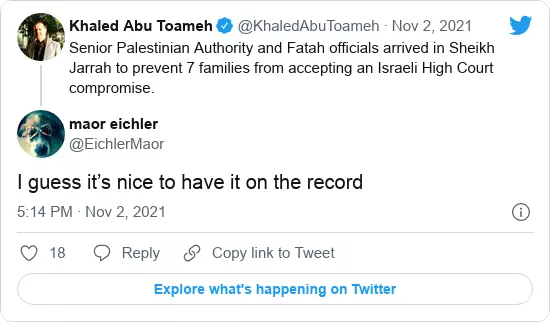 Khaled Abu Toameh @KhaledAbuToameh · Nov 2, 2021
Senior Palestinian Authority and Fatah officials arrived in Sheikh
Jarrah to prevent 7 families from accepting an Israeli High Court
compromise.
maor eichler
@EichlerMaor
I guess it’s nice to have it on the record
5:14 PM · Nov 2, 2021
18 Reply Copy link to Tweet
Explore what's happening on Twitter